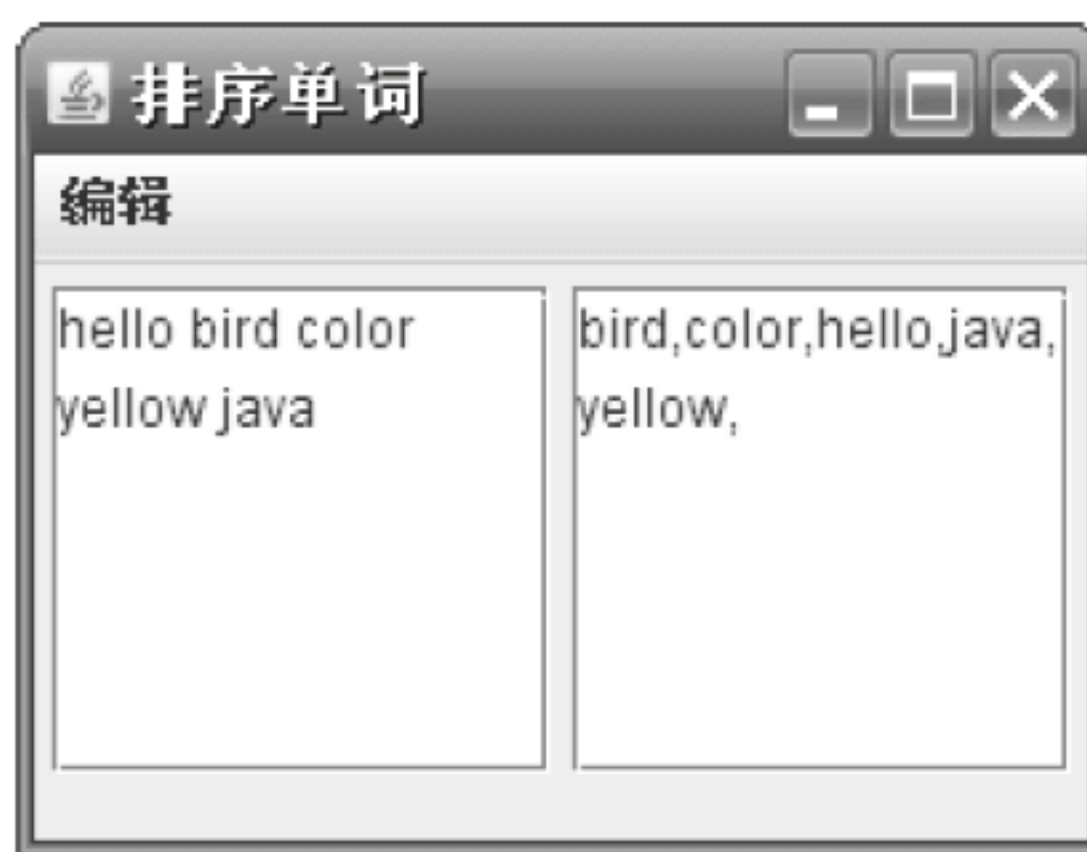 排序单词
编辑
hello bird color
yellow java
bird,color,hello,java,
yellow,